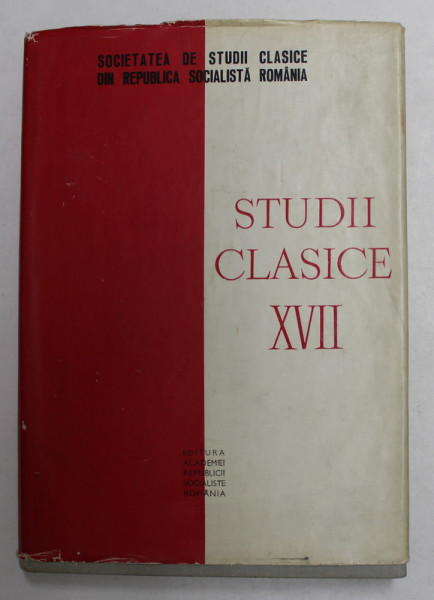 SOCIETATEA DE STUDII CLASICE
DIN REPUBLICA SOCIALISTĂ ROMÂNIA
STUDII
CLASICE
XVII
EDITURA
ACADEMIEI
REPUBLICII
SOCIALISTE
ROMÂNIA